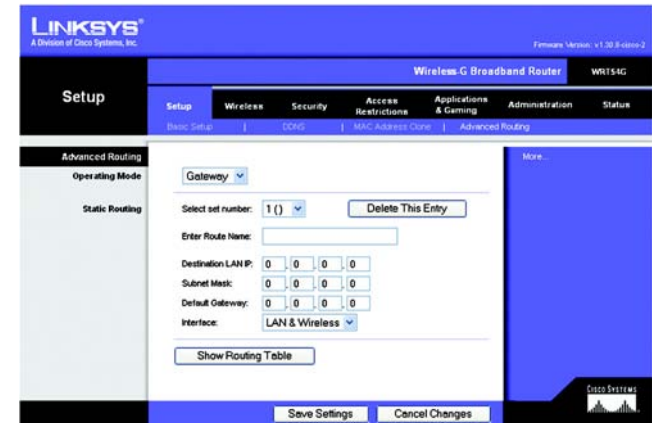 LINKSYS®
A Division of Cisco Systems, Inc.
Firmware Version: v1.30.8-cisco-2
Wireless-G Broadband Router WRT54G
Setup
Setup Wireless Security Access Restrictions Applications & Gaming Administration Status
Basic Setup | DDNS | MAC Address Clone | Advanced Routing
Advanced Routing
More...
Operating Mode Gateway
Static Routing Select set number: 1 () Delete This Entry
Enter Route Name:
Destination LAN IP: 0 . 0 . 0 . 0
Subnet Mask: 0 . 0 . 0 . 0
Default Gateway: 0 . 0 . 0 . 0
Interface: LAN & Wireless
Show Routing Table
CISCO SYSTEMS
Save Settings Cancel Changes